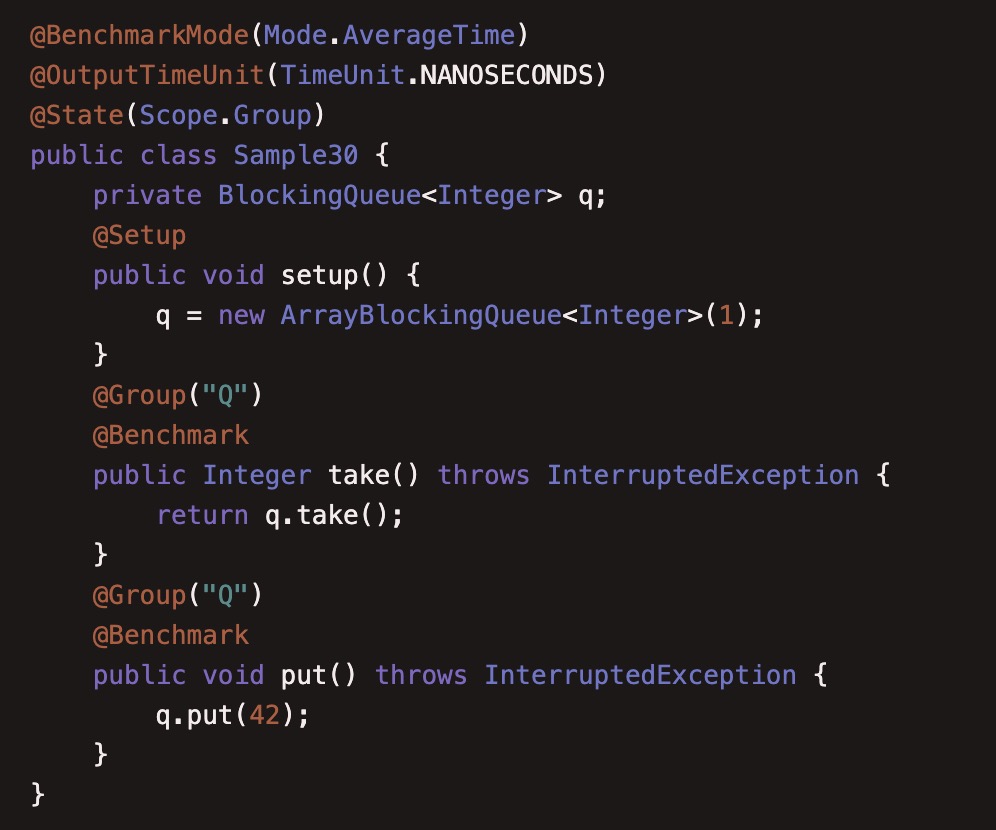 @BenchmarkMode(Mode.AverageTime)
@OutputTimeUnit(TimeUnit.NANOSECONDS)
@State(Scope.Group)
public class Sample30 {
    private BlockingQueue<Integer> q;
    @Setup
    public void setup() {
        q = new ArrayBlockingQueue<Integer>(1);
    }
    @Group("Q")
    @Benchmark
    public Integer take() throws InterruptedException {
        return q.take();
    }
    @Group("Q")
    @Benchmark
    public void put() throws InterruptedException {
        q.put(42);
    }
}